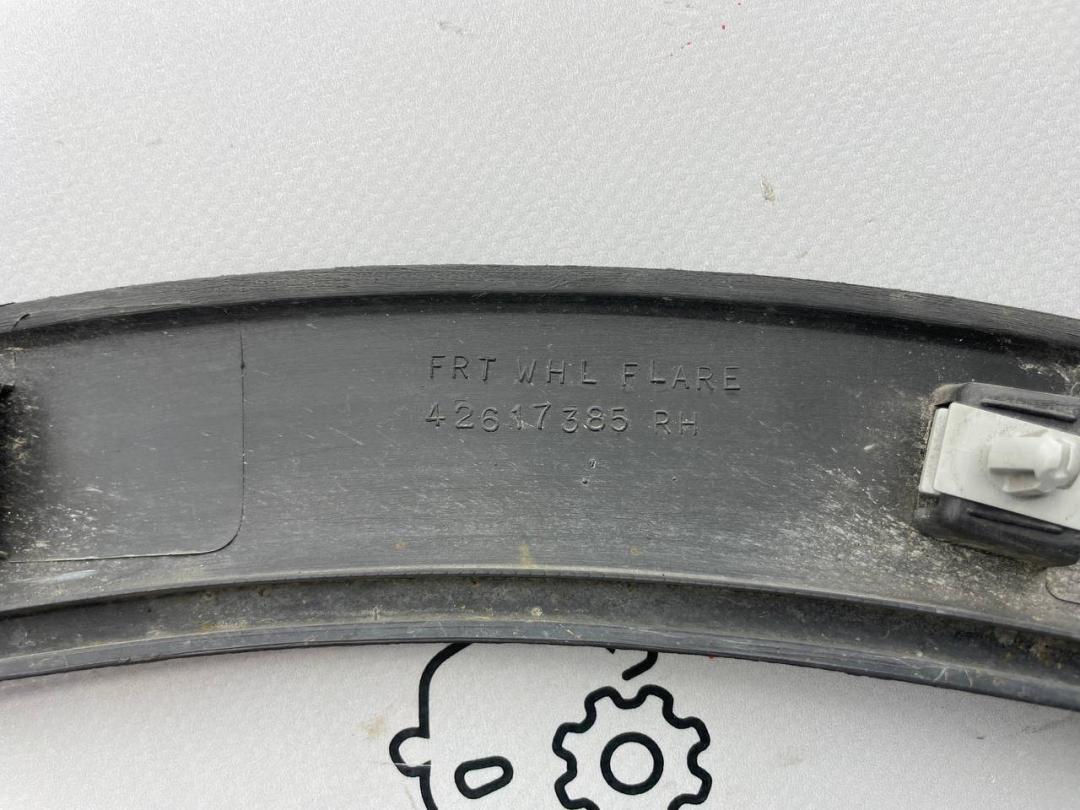 FRT WHL FLARE
42617385 RH